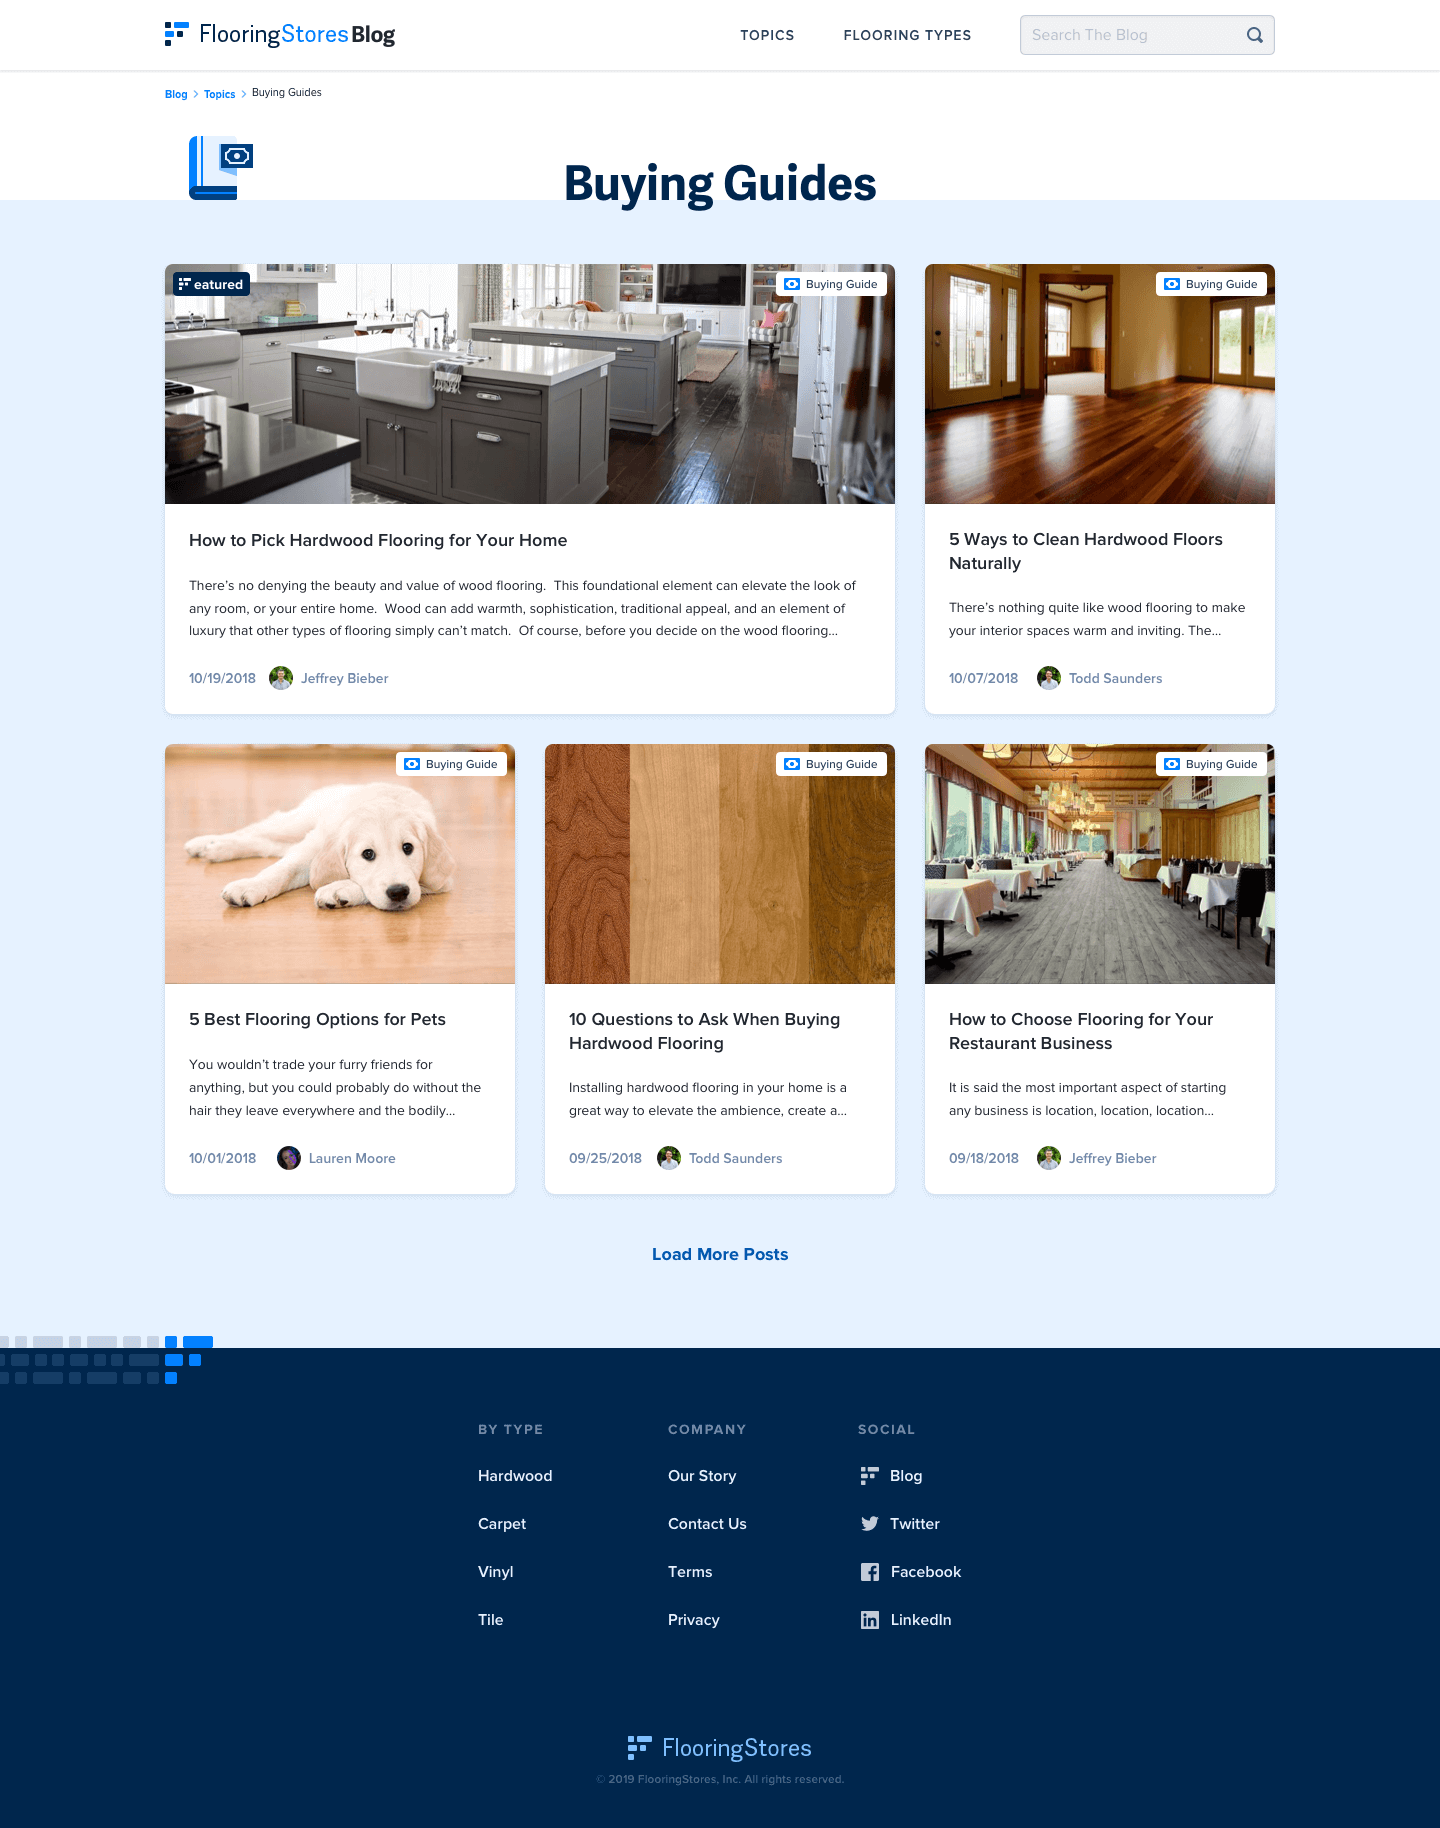 FlooringStores Blog
TOPICS
FLOORING TYPES
Search The Blog
Blog > Topics > Buying Guides
Buying Guides
eatured
Buying Guide
Buying Guide
How to Pick Hardwood Flooring for Your Home
There’s no denying the beauty and value of wood flooring.  This foundational element can elevate the look of
any room, or your entire home.  Wood can add warmth, sophistication, traditional appeal, and an element of
luxury that other types of flooring simply can’t match.  Of course, before you decide on the wood flooring...
10/19/2018 Jeffrey Bieber
5 Ways to Clean Hardwood Floors
Naturally
There’s nothing quite like wood flooring to make
your interior spaces warm and inviting. The...
10/07/2018 Todd Saunders
Buying Guide
5 Best Flooring Options for Pets
You wouldn’t trade your furry friends for
anything, but you could probably do without the
hair they leave everywhere and the bodily...
10/01/2018 Lauren Moore
Buying Guide
10 Questions to Ask When Buying
Hardwood Flooring
Installing hardwood flooring in your home is a
great way to elevate the ambience, create a...
09/25/2018 Todd Saunders
Buying Guide
How to Choose Flooring for Your
Restaurant Business
It is said the most important aspect of starting
any business is location, location, location...
09/18/2018 Jeffrey Bieber
Load More Posts
BY TYPE
Hardwood
Carpet
Vinyl
Tile
COMPANY
Our Story
Contact Us
Terms
Privacy
SOCIAL
Blog
Twitter
Facebook
LinkedIn
FlooringStores
© 2019 FlooringStores, Inc. All rights reserved.